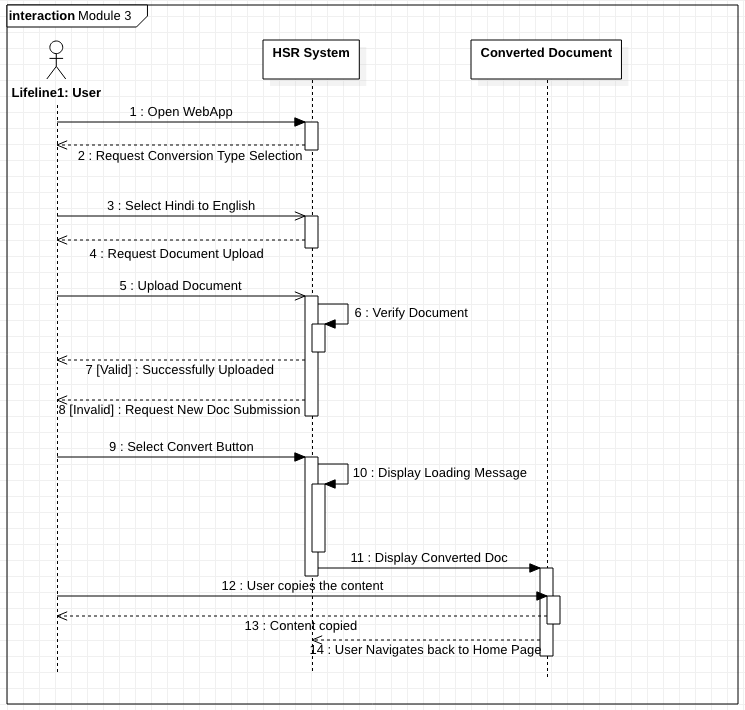 interaction Module 3
HSR System
Converted Document
Lifeline1: User
1 : Open WebApp
2 : Request Conversion Type Selection
3 : Select Hindi to English
4 : Request Document Upload
5 : Upload Document
6 : Verify Document
7 [Valid] : Successfully Uploaded
8 [Invalid] : Request New Doc Submission
9 : Select Convert Button
10 : Display Loading Message
11 : Display Converted Doc
12 : User copies the content
13 : Content copied
14 : User Navigates back to Home Page